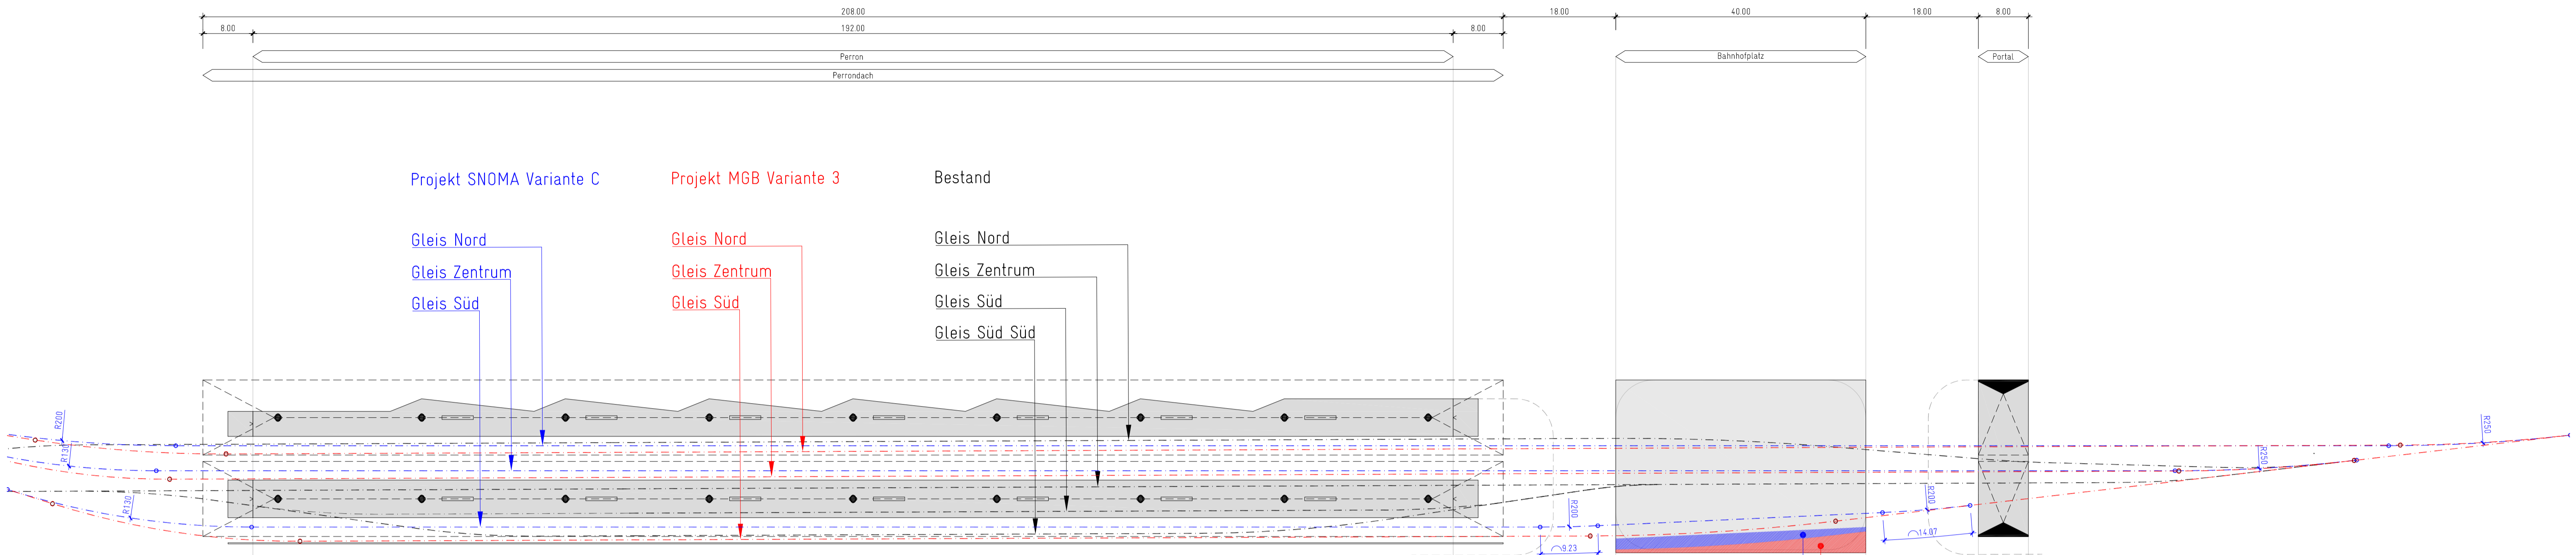 208.00
18.00
40.00
18.00
8.00
8.00
192.00
8.00
Perron
Bahnhofplatz
Portal
Perrondach
Projekt SNOMA Variante C
Projekt MGB Variante 3
Bestand
Gleis Nord
Gleis Nord
Gleis Nord
Gleis Zentrum
Gleis Zentrum
Gleis Zentrum
Gleis Süd
Gleis Süd
Gleis Süd
Gleis Süd Süd
R200
R130
R130
R250
R250
R200
R200
9.23
14.07